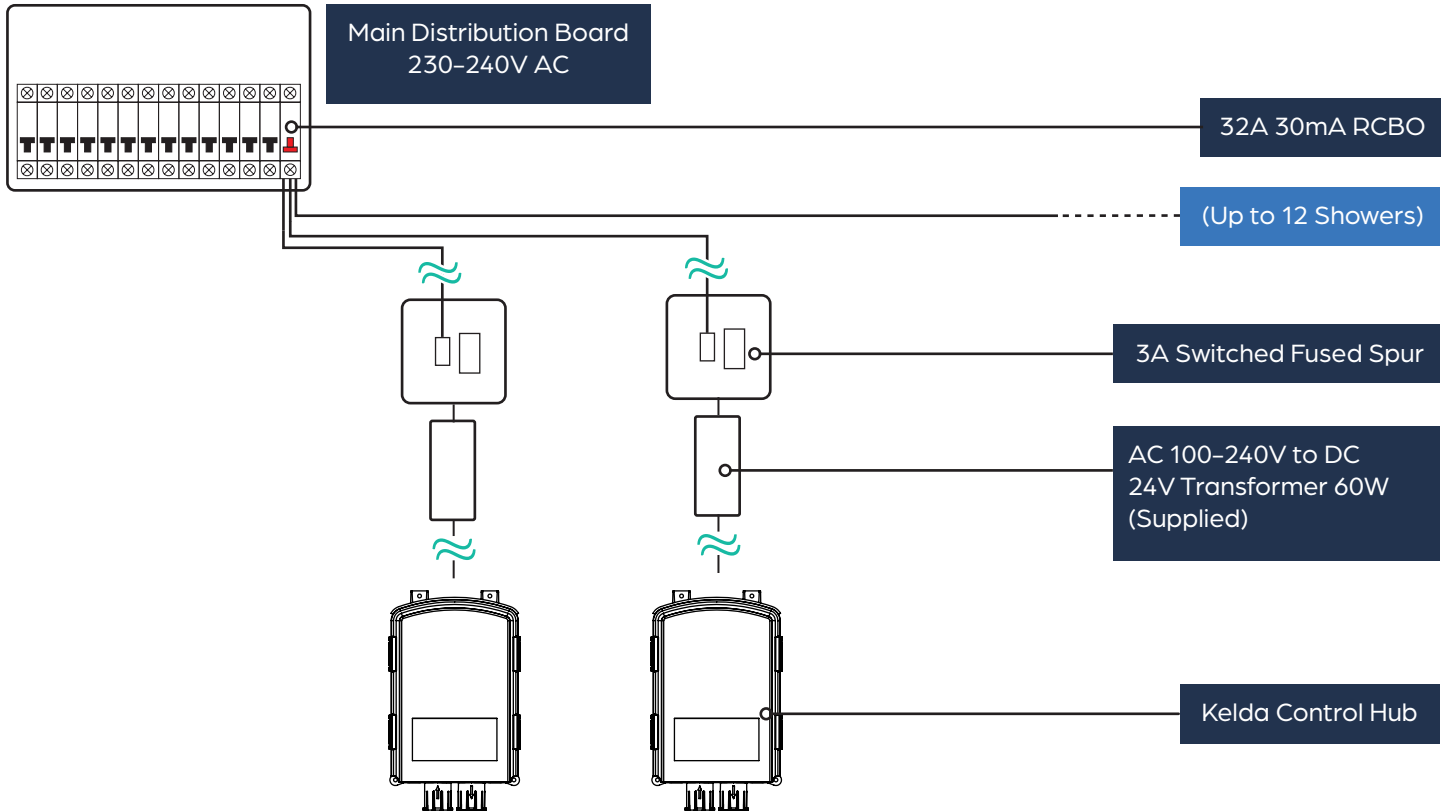 Main Distribution Board
230-240V AC
32A 30mA RCBO
(Up to 12 Showers)
3A Switched Fused Spur
AC 100-240V to DC
24V Transformer 60W
(Supplied)
Kelda Control Hub